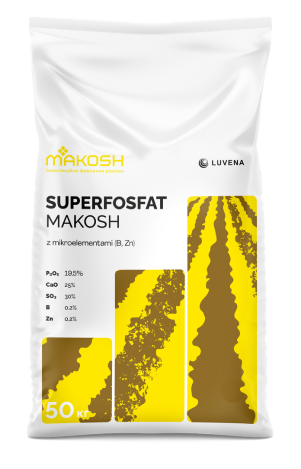 MAKOSH
LUVENA
SUPERFOSFAT
MAKOSH
z mikroelementami (B, Zn)
P₂O₅ 19,5%
CaO 25%
SO₃ 30%
B 0,2%
Zn 0,2%
50 кг